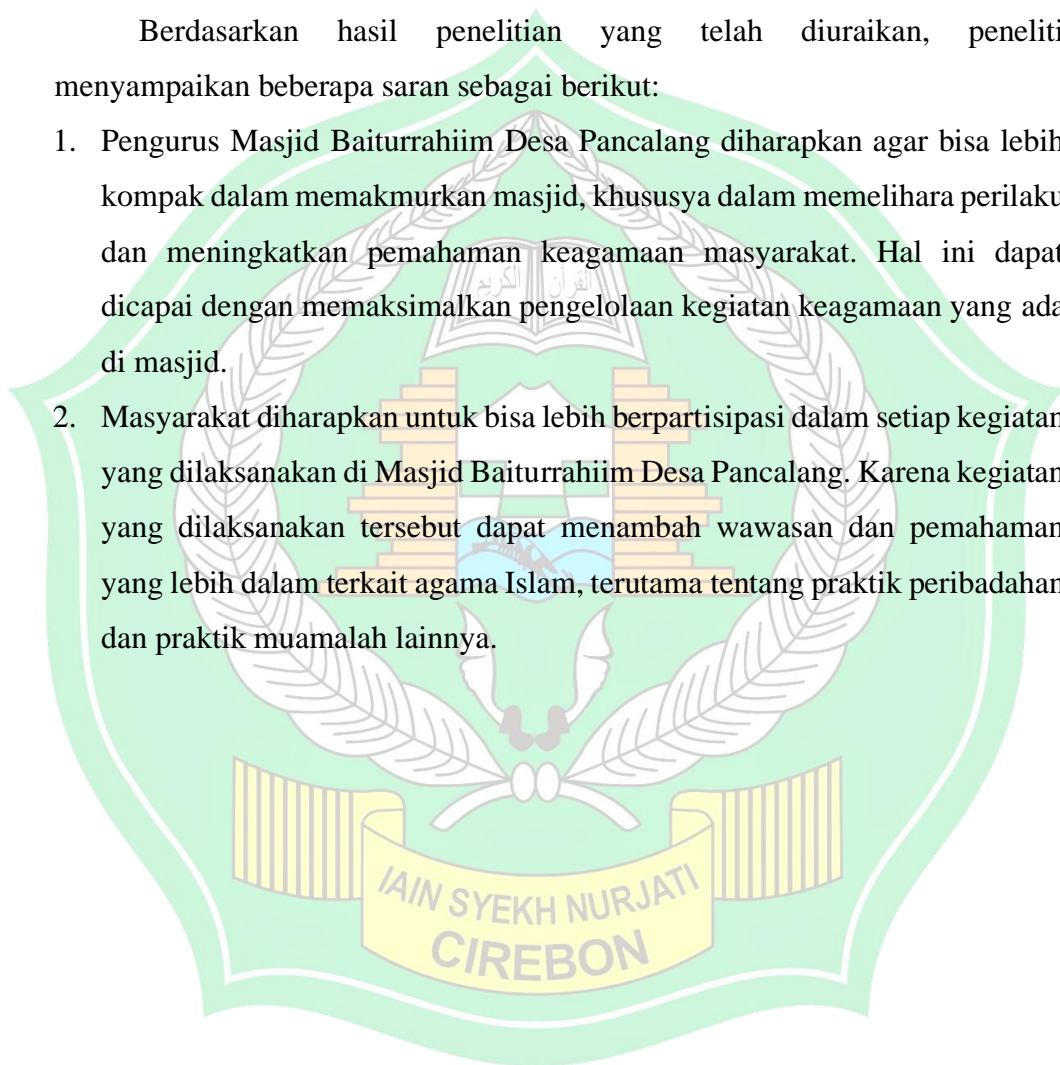 Berdasarkan hasil penelitian yang telah diuraikan, peneliti
menyampaikan beberapa saran sebagai berikut:
1. Pengurus Masjid Baiturrahiim Desa Pancalang diharapkan agar bisa lebih
kompak dalam memakmurkan masjid, khususya dalam memelihara perilaku
dan meningkatkan pemahaman keagamaan masyarakat. Hal ini dapat
dicapai dengan memaksimalkan pengelolaan kegiatan keagamaan yang ada
القرآن الكريم
di masjid.
2. Masyarakat diharapkan untuk bisa lebih berpartisipasi dalam setiap kegiatan
yang dilaksanakan di Masjid Baiturrahiim Desa Pancalang. Karena kegiatan
yang dilaksanakan tersebut dapat menambah wawasan dan pemahaman
yang lebih dalam terkait agama Islam, terutama tentang praktik peribadahan
dan praktik muamalah lainnya.
IAIN SYEKH NURJATI
CIREBON